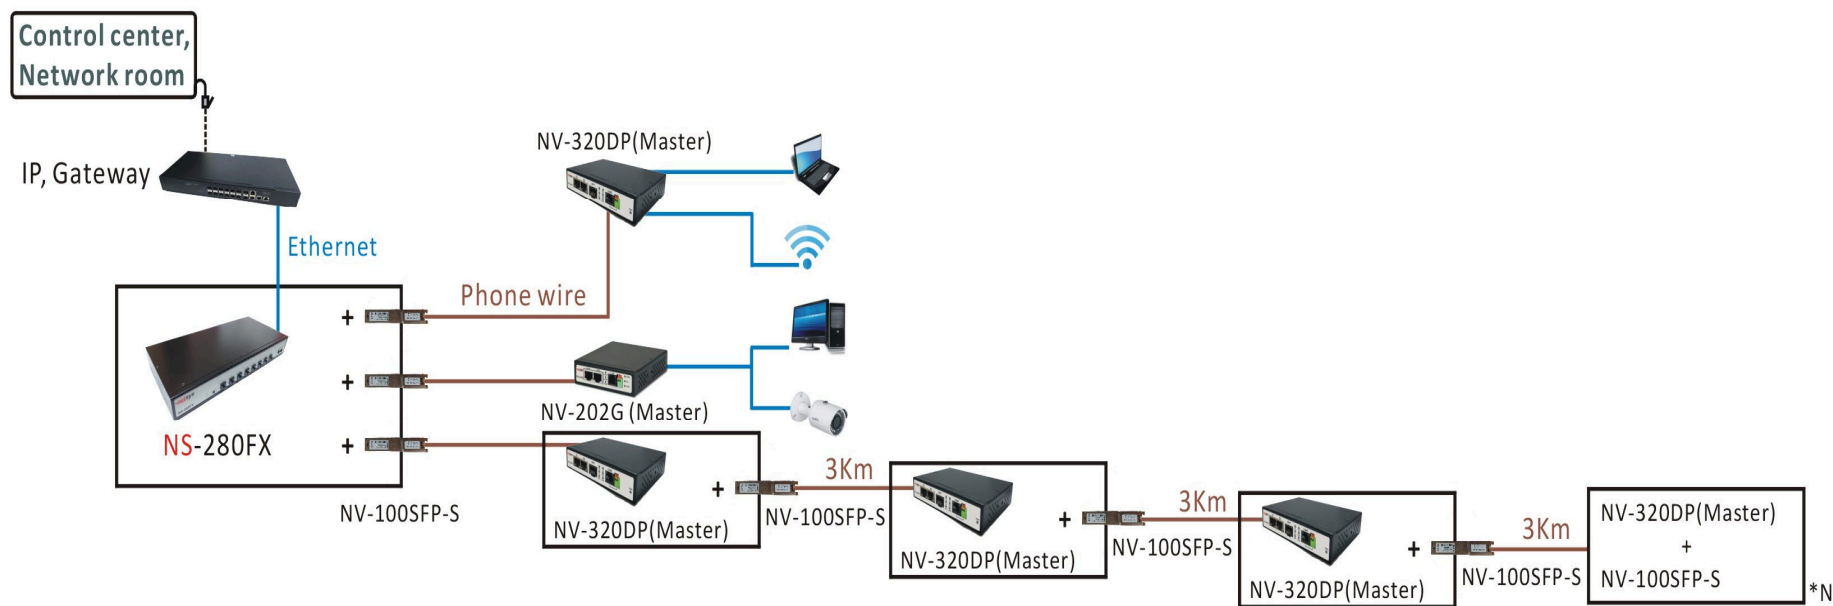 Control center,
Network room
IP, Gateway
Ethernet
NV-320DP(Master)
Phone wire
NS-280FX
NV-100SFP-S
+
+
+
NV-202G (Master)
NV-320DP(Master)
+
NV-100SFP-S
3Km
NV-320DP(Master)
+
NV-100SFP-S
3Km
NV-320DP(Master)
+
NV-100SFP-S
3Km
NV-320DP(Master)
+
NV-100SFP-S
*N